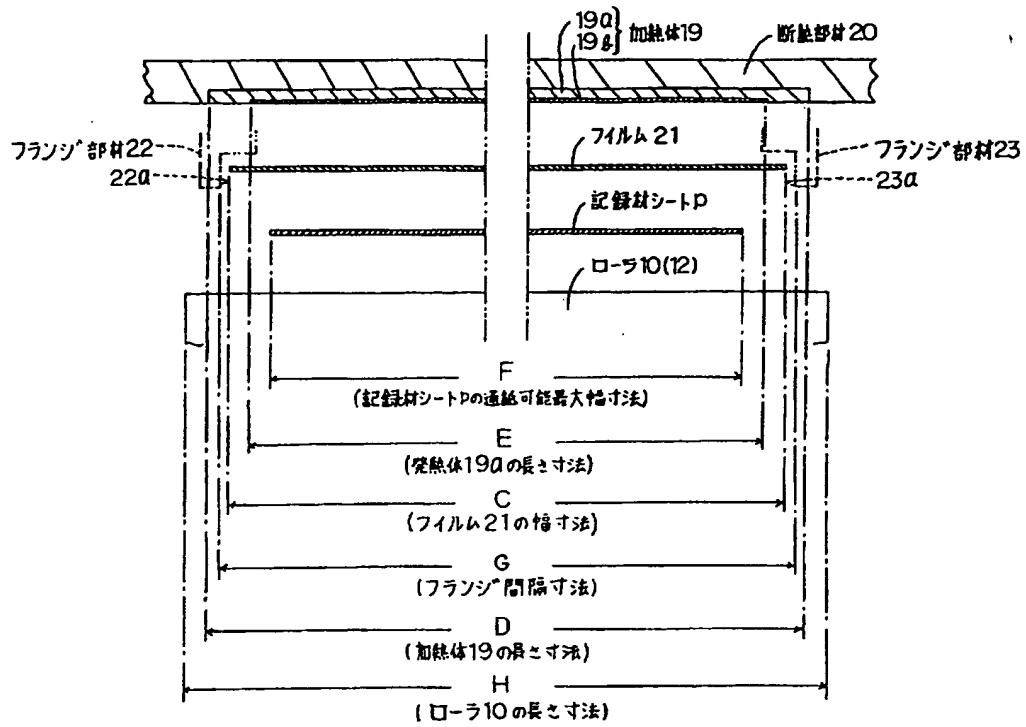 19a
19b
加熱体19
断熱部材20
フランジ部材22
22a
フイルム21
フランジ部材23
23a
記録材シートP
ローラ10(12)
F
(記録材シートPの通紙可能最大幅寸法)
E
(発熱体19aの長さ寸法)
C
(フイルム21の幅寸法)
G
(フランジ間隔寸法)
D
(加熱体19の長さ寸法)
H
(ローラ10の長さ寸法)